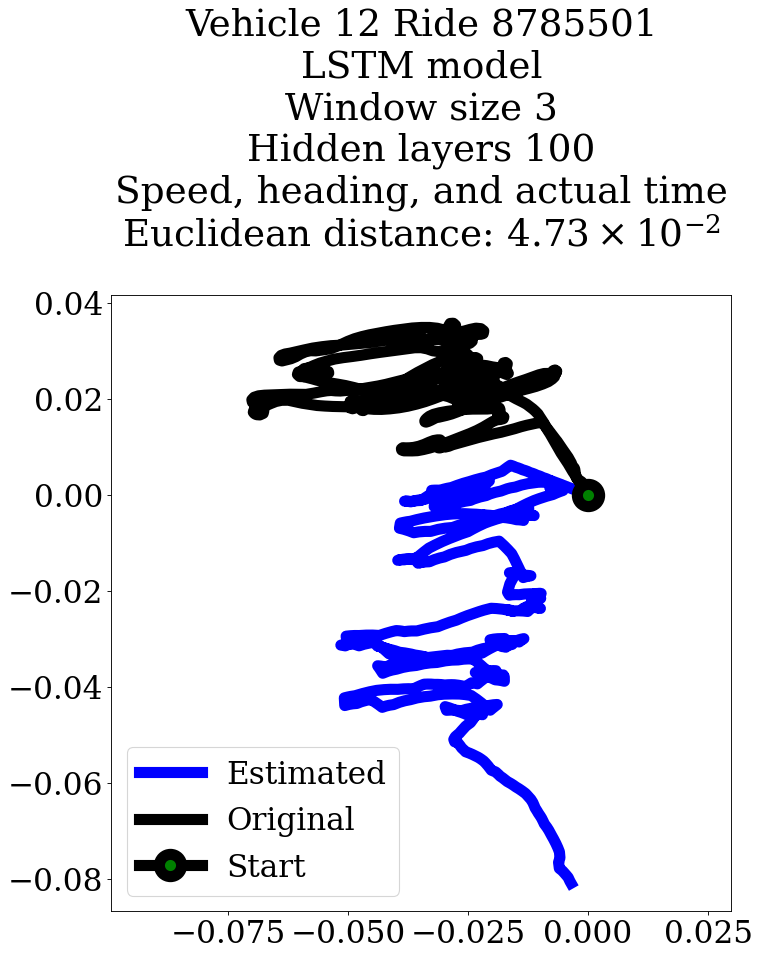 Vehicle 12 Ride 8785501
LSTM model
Window size 3
Hidden layers 100
Speed, heading, and actual time
Euclidean distance: 4.73 × 10⁻²
0.04
0.02
0.00
−0.02
−0.04
−0.06
−0.08
Estimated
Original
Start
−0.075 −0.050 −0.025 0.000 0.025